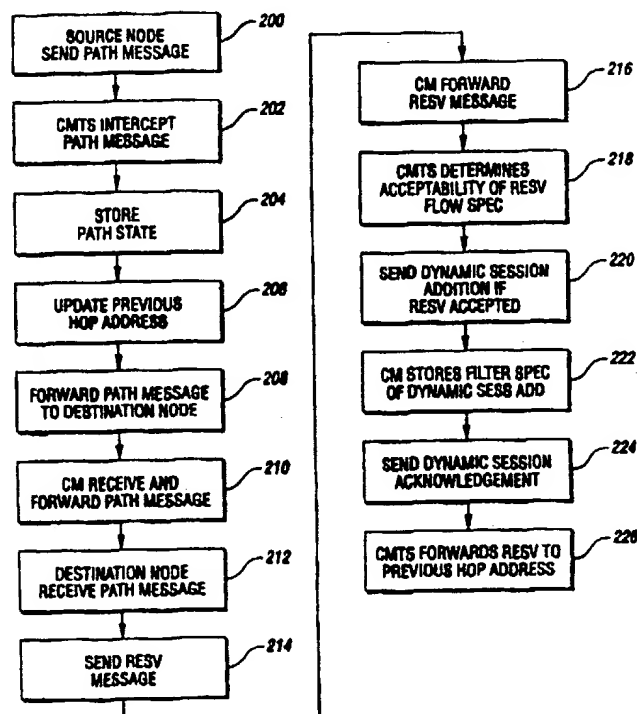 SOURCE NODE
SEND PATH MESSAGE
200
CMTS INTERCEPT
PATH MESSAGE
202
STORE
PATH STATE
204
UPDATE PREVIOUS
HOP ADDRESS
206
FORWARD PATH MESSAGE
TO DESTINATION NODE
208
CM RECEIVE AND
FORWARD PATH MESSAGE
210
DESTINATION NODE
RECEIVE PATH MESSAGE
212
SEND RESV
MESSAGE
214
CM FORWARD
RESV MESSAGE
216
CMTS DETERMINES
ACCEPTABILITY OF RESV
FLOW SPEC
218
SEND DYNAMIC SESSION
ADDITION IF
RESV ACCEPTED
220
CM STORES FILTER SPEC
OF DYNAMIC SESS ADD
222
SEND DYNAMIC SESSION
ACKNOWLEDGEMENT
224
CMTS FORWARDS RESV TO
PREVIOUS HOP ADDRESS
226